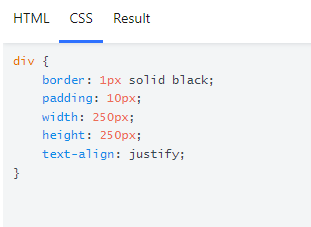 HTML CSS Result
div {
    border: 1px solid black;
    padding: 10px;
    width: 250px;
    height: 250px;
    text-align: justify;
}